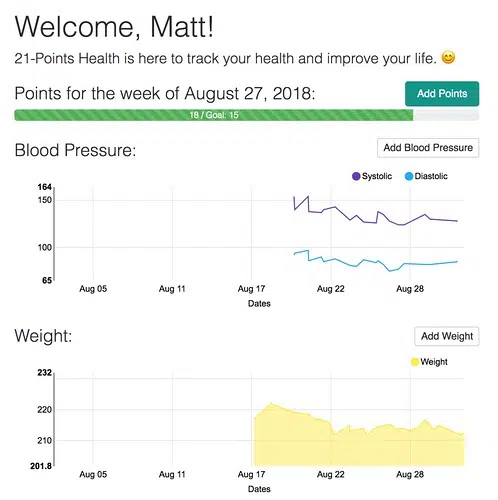 Welcome, Matt!
21-Points Health is here to track your health and improve your life. 😊
Points for the week of August 27, 2018:
Add Points
18 / Goal: 15
Blood Pressure:
Add Blood Pressure
Systolic Diastolic
164
150
100
65
Aug 05 Aug 11 Aug 17 Aug 22 Aug 28
Dates
Weight:
Add Weight
Weight
232
220
210
201.8
Aug 05 Aug 11 Aug 17 Aug 22 Aug 28
Dates